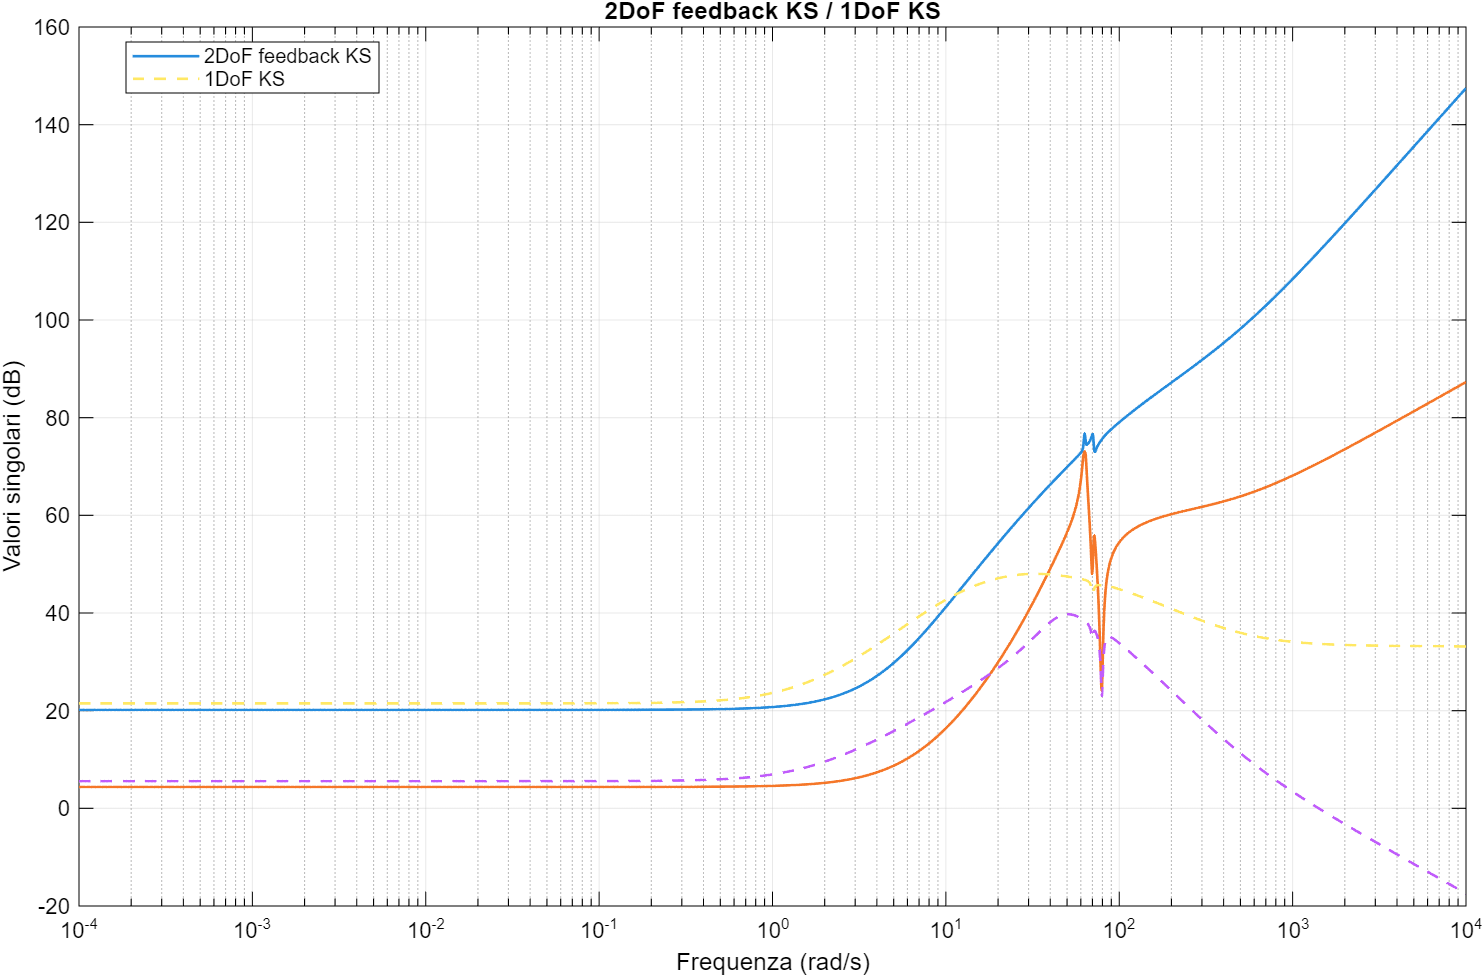 2DoF feedback KS / 1DoF KS
2DoF feedback KS
1DoF KS
Valori singolari (dB)
160
140
120
100
80
60
40
20
0
-20
10^-4 10^-3 10^-2 10^-1 10^0 10^1 10^2 10^3 10^4
Frequenza (rad/s)